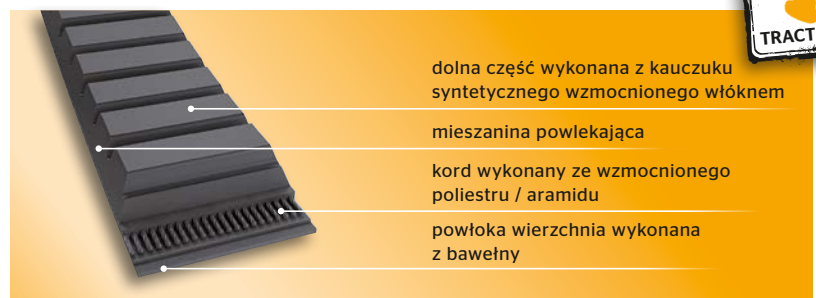 TRACT
dolna część wykonana z kauczuku
syntetycznego wzmocnionego włóknem
mieszanina powlekająca
kord wykonany ze wzmocnionego
poliestru / aramidu
powłoka wierzchnia wykonana
z bawełny